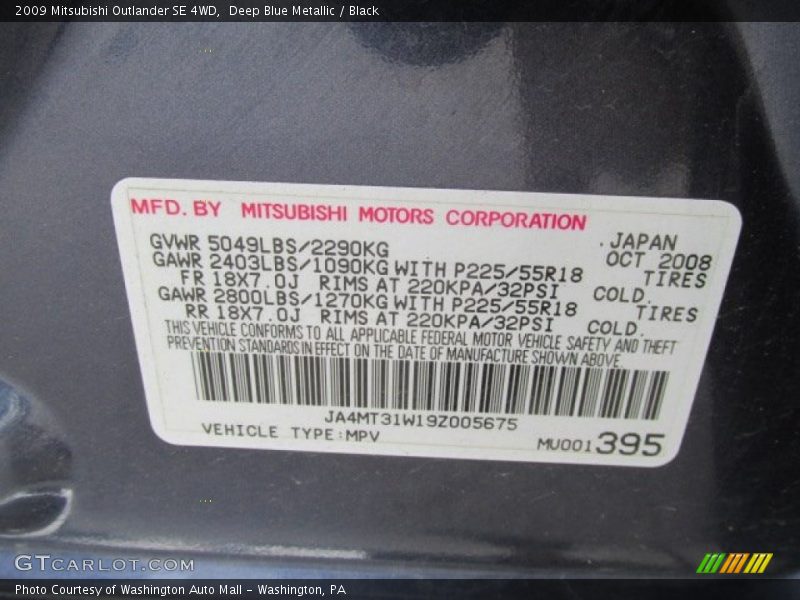 2009 Mitsubishi Outlander SE 4WD, Deep Blue Metallic / Black
MFD. BY MITSUBISHI MOTORS CORPORATION
. JAPAN
GVWR 5049LBS/2290KG OCT 2008
GAWR 2403LBS/1090KG WITH P225/55R18 TIRES
FR 18X7.0J RIMS AT 220KPA/32PSI COLD.
GAWR 2800LBS/1270KG WITH P225/55R18 TIRES
RR 18X7.0J RIMS AT 220KPA/32PSI COLD.
THIS VEHICLE CONFORMS TO ALL APPLICABLE FEDERAL MOTOR VEHICLE SAFETY AND THEFT
PREVENTION STANDARDS IN EFFECT ON THE DATE OF MANUFACTURE SHOWN ABOVE.
JA4MT31W19Z005675
VEHICLE TYPE:MPV MU001395
GTCARLOT.COM
Photo Courtesy of Washington Auto Mall - Washington, PA